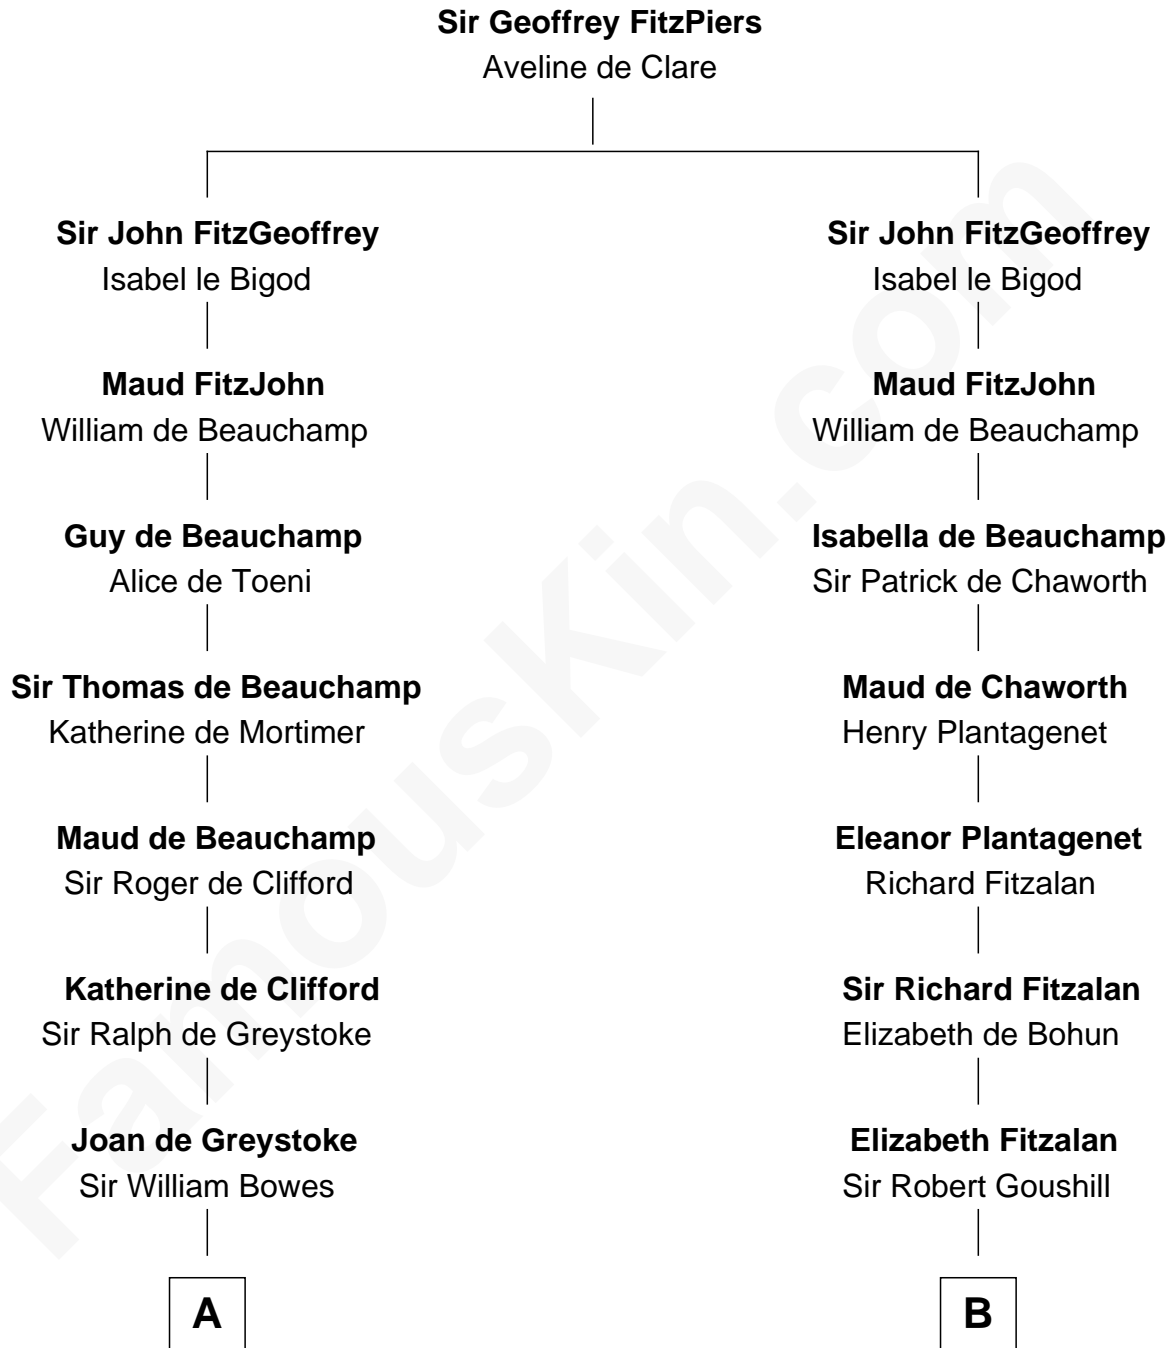 Sir Geoffrey FitzPiers
Aveline de Clare
Sir John FitzGeoffrey
Isabel le Bigod
Maud FitzJohn
William de Beauchamp
Guy de Beauchamp
Alice de Toeni
Sir Thomas de Beauchamp
Katherine de Mortimer
Maud de Beauchamp
Sir Roger de Clifford
Katherine de Clifford
Sir Ralph de Greystoke
Joan de Greystoke
Sir William Bowes
A
Sir John FitzGeoffrey
Isabel le Bigod
Maud FitzJohn
William de Beauchamp
Isabella de Beauchamp
Sir Patrick de Chaworth
Maud de Chaworth
Henry Plantagenet
Eleanor Plantagenet
Richard Fitzalan
Sir Richard Fitzalan
Elizabeth de Bohun
Elizabeth Fitzalan
Sir Robert Goushill
B
FamousKin.com